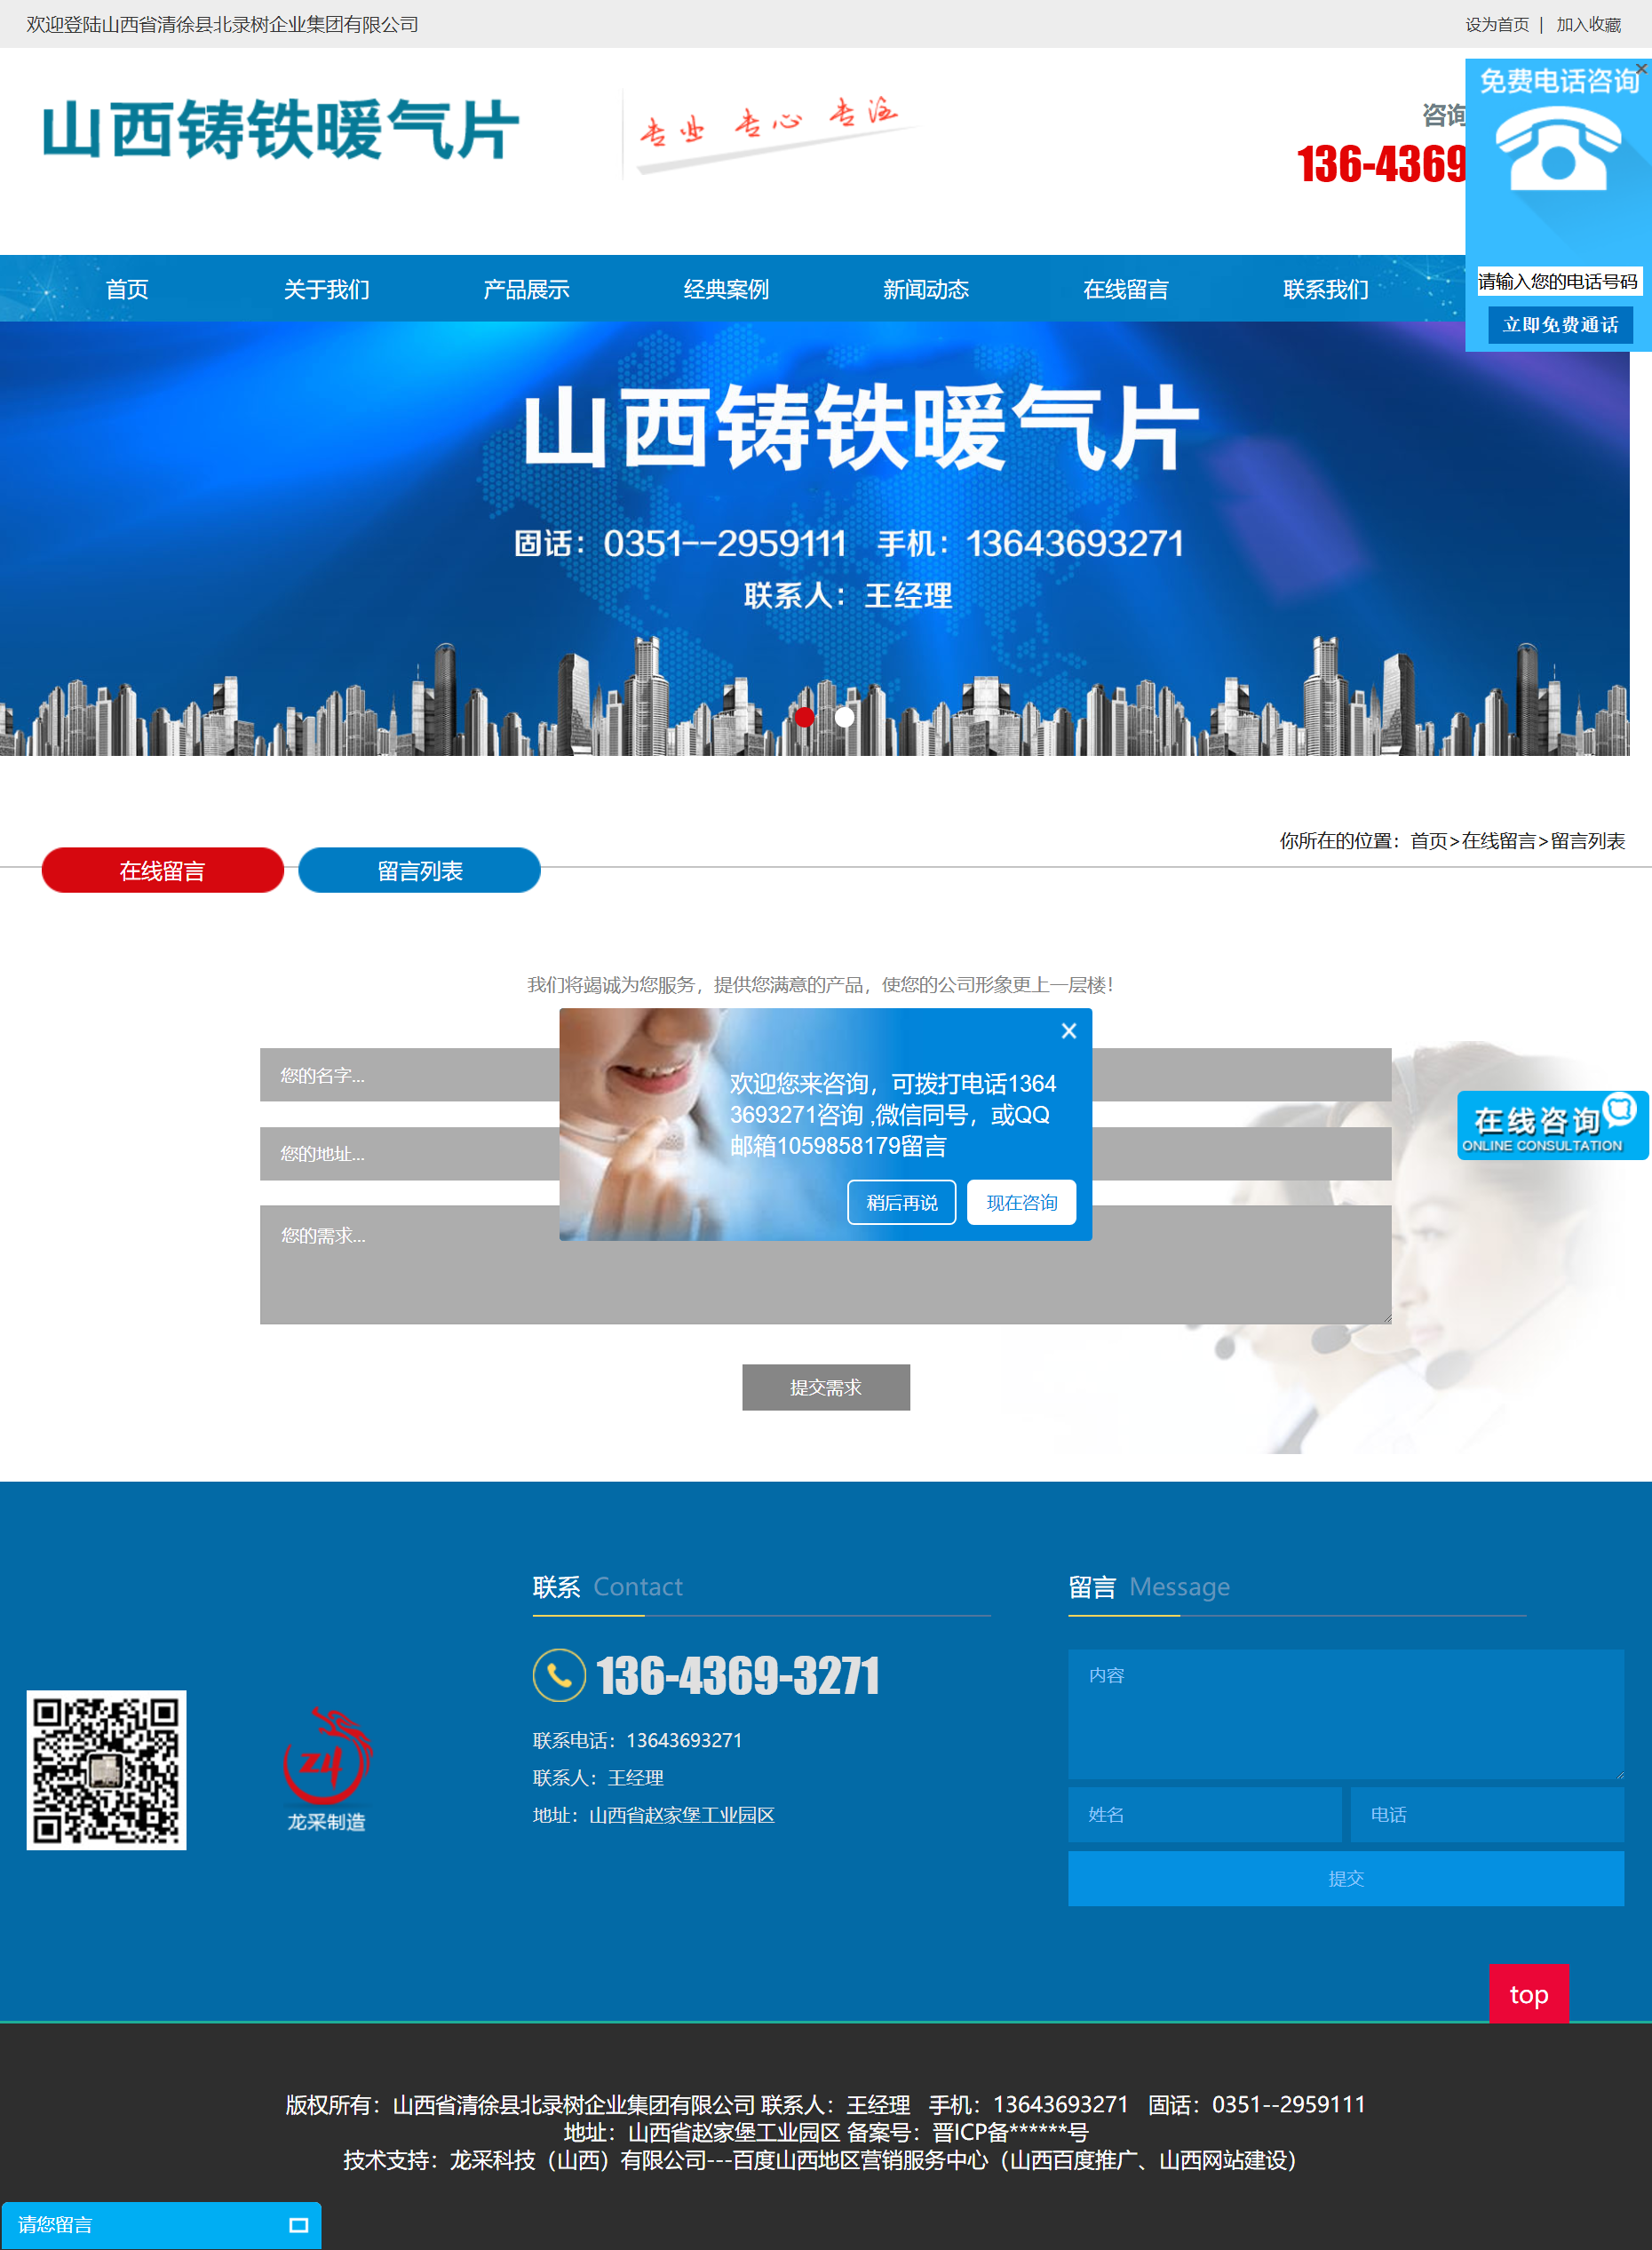 欢迎登陆山西省清徐县北录树企业集团有限公司
设为首页 | 加入收藏
山西铸铁暖气片
专业 专心 专注
咨询
136-4369
免费电话咨询
请输入您的电话号码
立即免费通话
首页 关于我们 产品展示 经典案例 新闻动态 在线留言 联系我们
山西铸铁暖气片
固话：0351--2959111 手机：13643693271
联系人：王经理
你所在的位置：首页>在线留言>留言列表
在线留言 留言列表
我们将竭诚为您服务，提供您满意的产品，使您的公司形象更上一层楼！
您的名字...
您的地址...
您的需求...
欢迎您来咨询，可拨打电话1364
3693271咨询 ,微信同号，或QQ
邮箱1059858179留言
稍后再说 现在咨询
在线咨询
ONLINE CONSULTATION
提交需求
联系 Contact
136-4369-3271
联系电话：13643693271
联系人：王经理
地址：山西省赵家堡工业园区
龙采制造
留言 Message
内容
姓名 电话
提交
top
版权所有：山西省清徐县北录树企业集团有限公司 联系人：王经理 手机：13643693271 固话：0351--2959111
地址：山西省赵家堡工业园区 备案号：晋ICP备******号
技术支持：龙采科技（山西）有限公司---百度山西地区营销服务中心（山西百度推广、山西网站建设）
请您留言